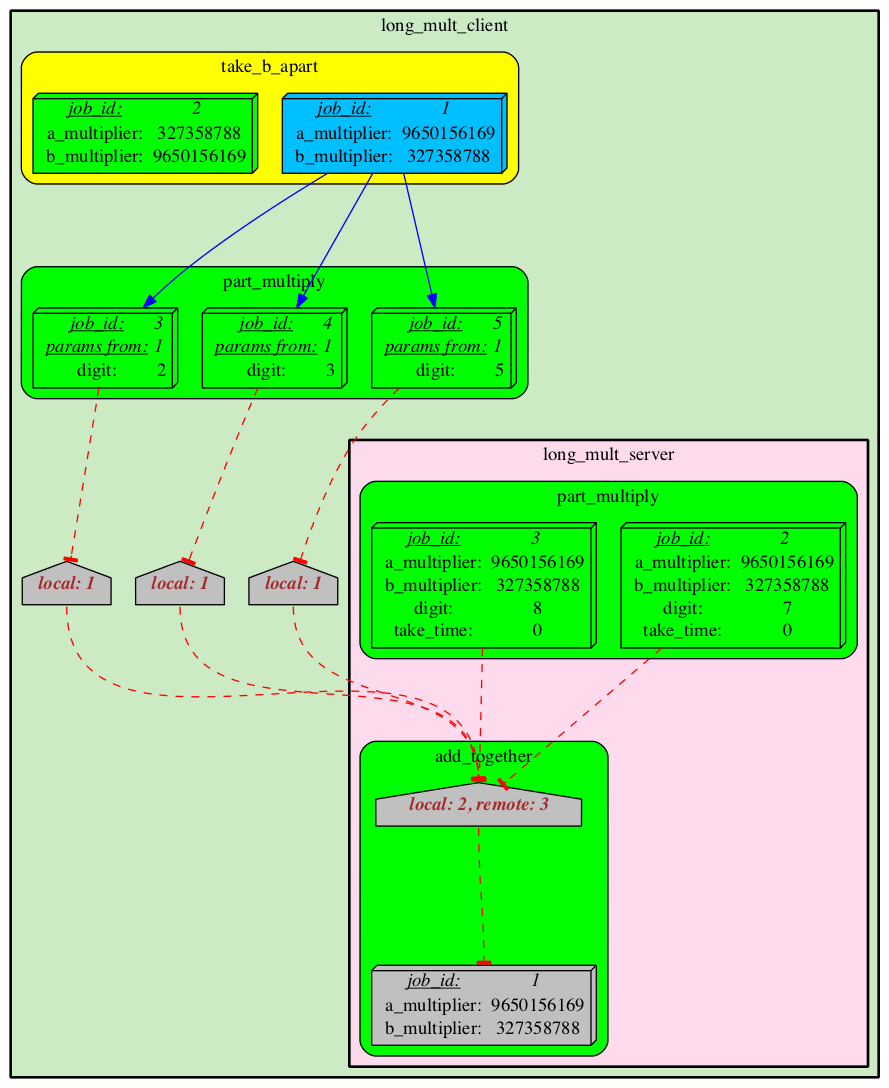 long_mult_client
take_b_apart
job_id: 2
a_multiplier: 327358788
b_multiplier: 9650156169
job_id: 1
a_multiplier: 9650156169
b_multiplier: 327358788
part_multiply
job_id: 3
params from: 1
digit: 2
job_id: 4
params from: 1
digit: 3
job_id: 5
params from: 1
digit: 5
long_mult_server
part_multiply
job_id: 3
a_multiplier: 9650156169
b_multiplier: 327358788
digit: 8
take_time: 0
job_id: 2
a_multiplier: 9650156169
b_multiplier: 327358788
digit: 7
take_time: 0
local: 1
local: 1
local: 1
add_together
local: 2, remote: 3
job_id: 1
a_multiplier: 9650156169
b_multiplier: 327358788